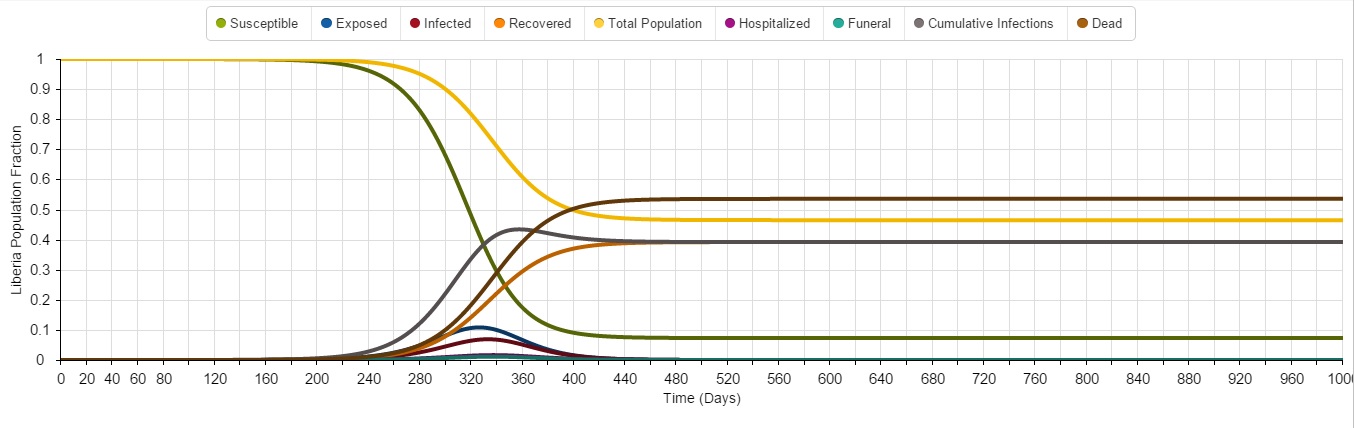 Susceptible Exposed Infected Recovered Total Population Hospitalized Funeral Cumulative Infections Dead
1
0.9
0.8
0.7
0.6
0.5
0.4
0.3
0.2
0.1
0
Liberia Population Fraction
0 20 40 60 80 120 160 200 240 280 320 360 400 440 480 520 560 600 640 680 720 760 800 840 880 920 960 1000
Time (Days)